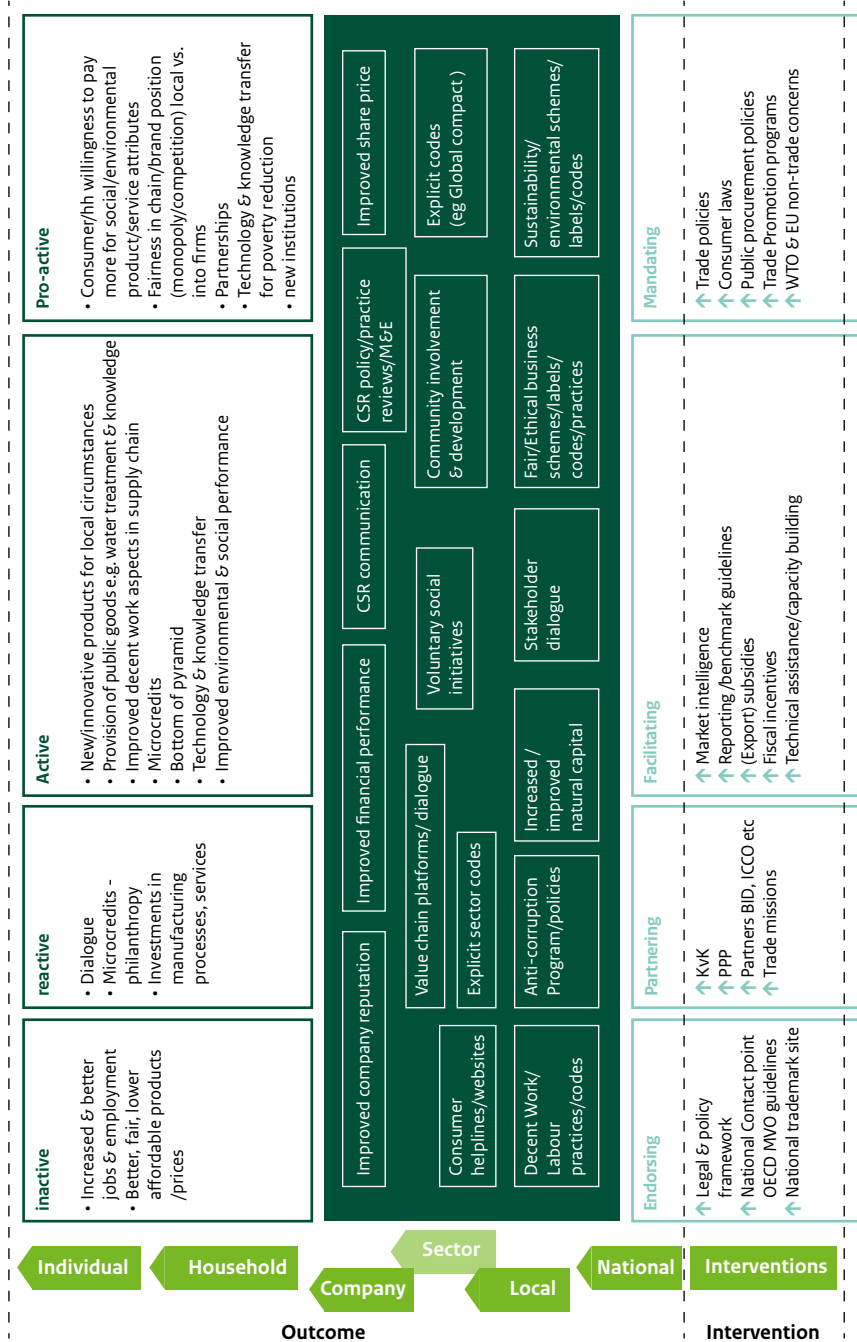 inactive
• Increased & better
jobs & employment
• Better, fair, lower
affordable products
/prices
reactive
• Dialogue
• Microcredits -
philanthropy
• Investments in
manufacturing
processes, services
Active
• New/innovative products for local circumstances
• Provision of public goods e.g. water treatment & knowledge
• Improved decent work aspects in supply chain
• Microcredits
• Bottom of pyramid
• Technology & knowledge transfer
• Improved environmental & social performance
Pro-active
• Consumer/hh willingness to pay
more for social/environmental
product/service attributes
• Fairness in chain/brand position
(monopoly/competition) local vs.
into firms
• Partnerships
• Technology & knowledge transfer
for poverty reduction
• new institutions
Improved company reputation
Improved financial performance
CSR communication
CSR policy/practice
reviews/M&E
Improved share price
Consumer
helplines/websites
Value chain platforms/ dialogue
Explicit sector codes
Voluntary social
initiatives
Community involvement
& development
Explicit codes
(eg Global compact )
Decent Work/
Labour
practices/codes
Anti-corruption
Program/policies
Increased /
improved
natural capital
Stakeholder
dialogue
Fair/Ethical business
schemes/labels/
codes/practices
Sustainability/
environmental schemes/
labels/codes
Endorsing
↑ Legal & policy
framework
↑ National Contact point
OECD MVO guidelines
↑ National trademark site
Partnering
↑ KvK
↑ PPP
↑ Partners BID, ICCO etc
↑ Trade missions
Facilitating
↑ Market intelligence
↑ Reporting /benchmark guidelines
↑ (Export) subsidies
↑ Fiscal incentives
↑ Technical assistance/capacity building
Mandating
↑ Trade policies
↑ Consumer laws
↑ Public procurement policies
↑ Trade Promotion programs
↑ WTO & EU non-trade concerns
Individual
Household
Company
Sector
Local
National
Interventions
Outcome
Intervention